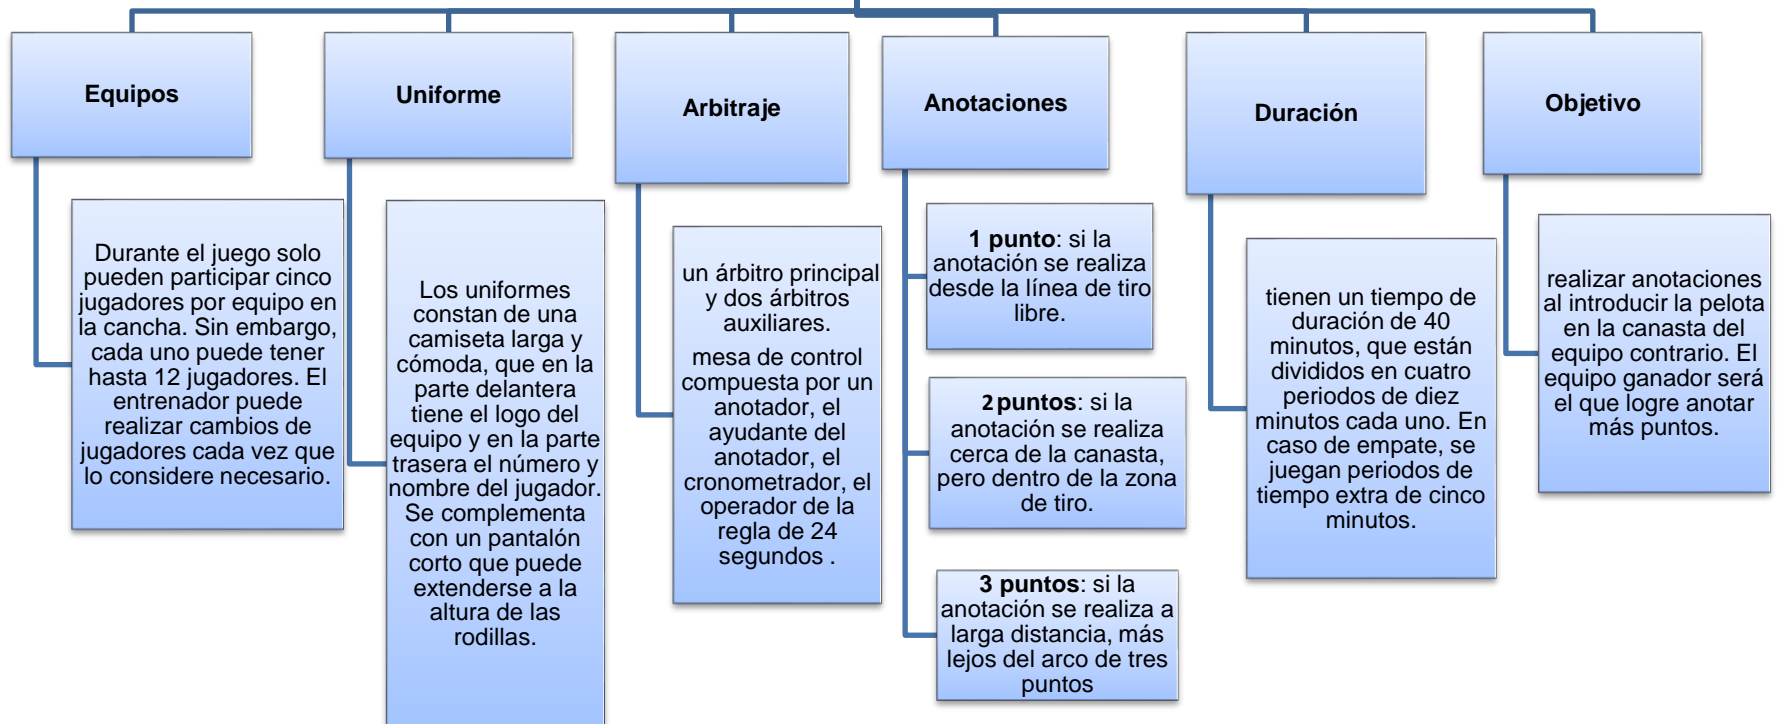 Equipos
Durante el juego solo
pueden participar cinco
jugadores por equipo en
la cancha. Sin embargo,
cada uno puede tener
hasta 12 jugadores. El
entrenador puede
realizar cambios de
jugadores cada vez que
lo considere necesario.
Uniforme
Los uniformes
constan de una
camiseta larga y
cómoda, que en la
parte delantera
tiene el logo del
equipo y en la parte
trasera el número y
nombre del jugador.
Se complementa
con un pantalón
corto que puede
extenderse a la
altura de las
rodillas.
Arbitraje
un árbitro principal
y dos árbitros
auxiliares.
mesa de control
compuesta por un
anotador, el
ayudante del
anotador, el
cronometrador, el
operador de la
regla de 24
segundos .
Anotaciones
1 punto: si la
anotación se realiza
desde la línea de tiro
libre.
2 puntos: si la
anotación se realiza
cerca de la canasta,
pero dentro de la zona
de tiro.
3 puntos: si la
anotación se realiza a
larga distancia, más
lejos del arco de tres
puntos
Duración
tienen un tiempo de
duración de 40
minutos, que están
divididos en cuatro
periodos de diez
minutos cada uno. En
caso de empate, se
juegan periodos de
tiempo extra de cinco
minutos.
Objetivo
realizar anotaciones
al introducir la pelota
en la canasta del
equipo contrario. El
equipo ganador será
el que logre anotar
más puntos.